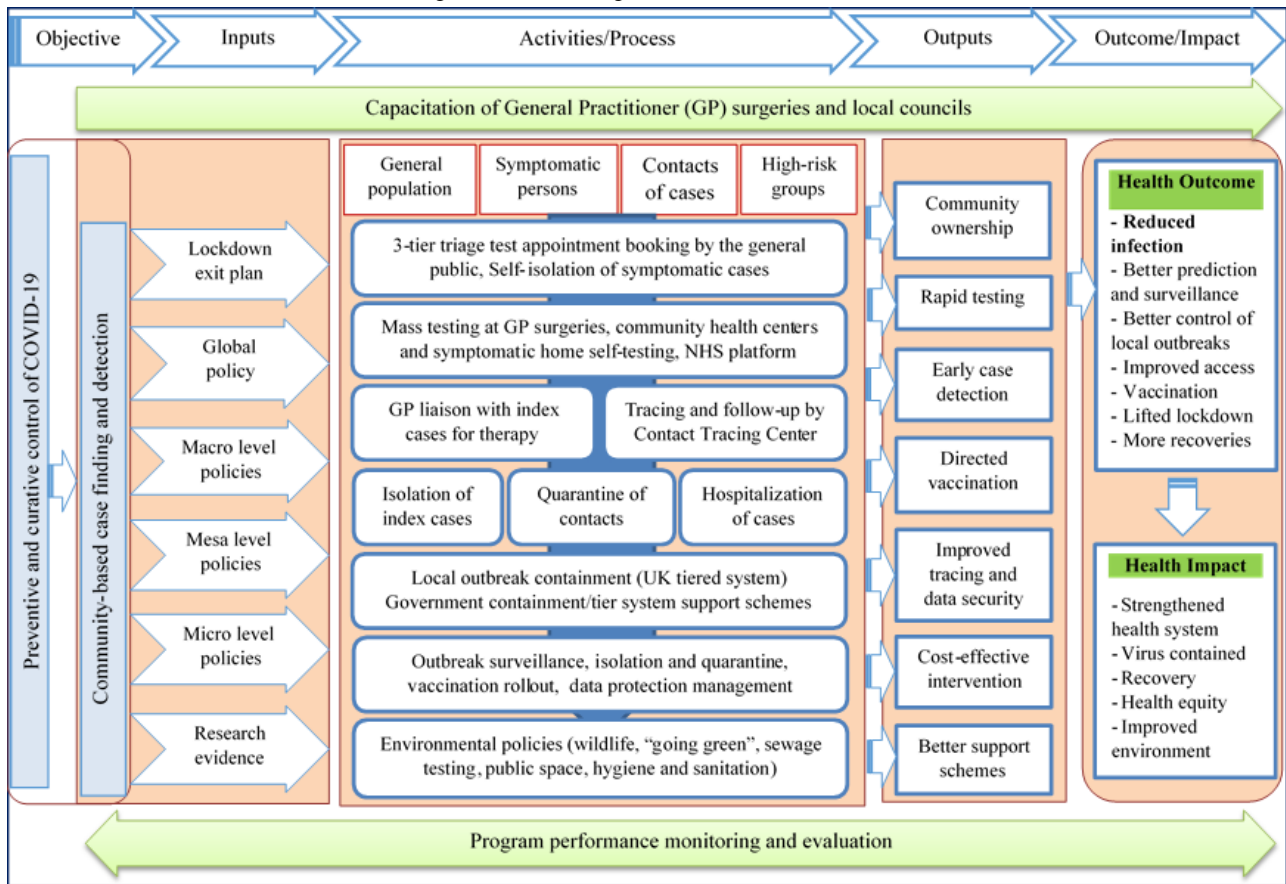 Objective
Inputs
Activities/Process
Outputs
Outcome/Impact
Capacitation of General Practitioner (GP) surgeries and local councils
Preventive and curative control of COVID-19
Community-based case finding and detection
Lockdown
exit plan
Global
policy
Macro level
policies
Mesa level
policies
Micro level
policies
Research
evidence
General
population
Symptomatic
persons
Contacts
of cases
High-risk
groups
3-tier triage test appointment booking by the general
public, Self-isolation of symptomatic cases
Mass testing at GP surgeries, community health centers
and symptomatic home self-testing, NHS platform
GP liaison with index
cases for therapy
Tracing and follow-up by
Contact Tracing Center
Isolation of
index cases
Quarantine of
contacts
Hospitalization
of cases
Local outbreak containment (UK tiered system)
Government containment/tier system support schemes
Outbreak surveillance, isolation and quarantine,
vaccination rollout, data protection management
Environmental policies (wildlife, “going green”, sewage
testing, public space, hygiene and sanitation)
Community
ownership
Rapid testing
Early case
detection
Directed
vaccination
Improved
tracing and
data security
Cost-effective
intervention
Better support
schemes
Health Outcome
- Reduced
infection
- Better prediction
and surveillance
- Better control of
local outbreaks
- Improved access
- Vaccination
- Lifted lockdown
- More recoveries
Health Impact
- Strengthened
health system
- Virus contained
- Recovery
- Health equity
- Improved
environment
Program performance monitoring and evaluation